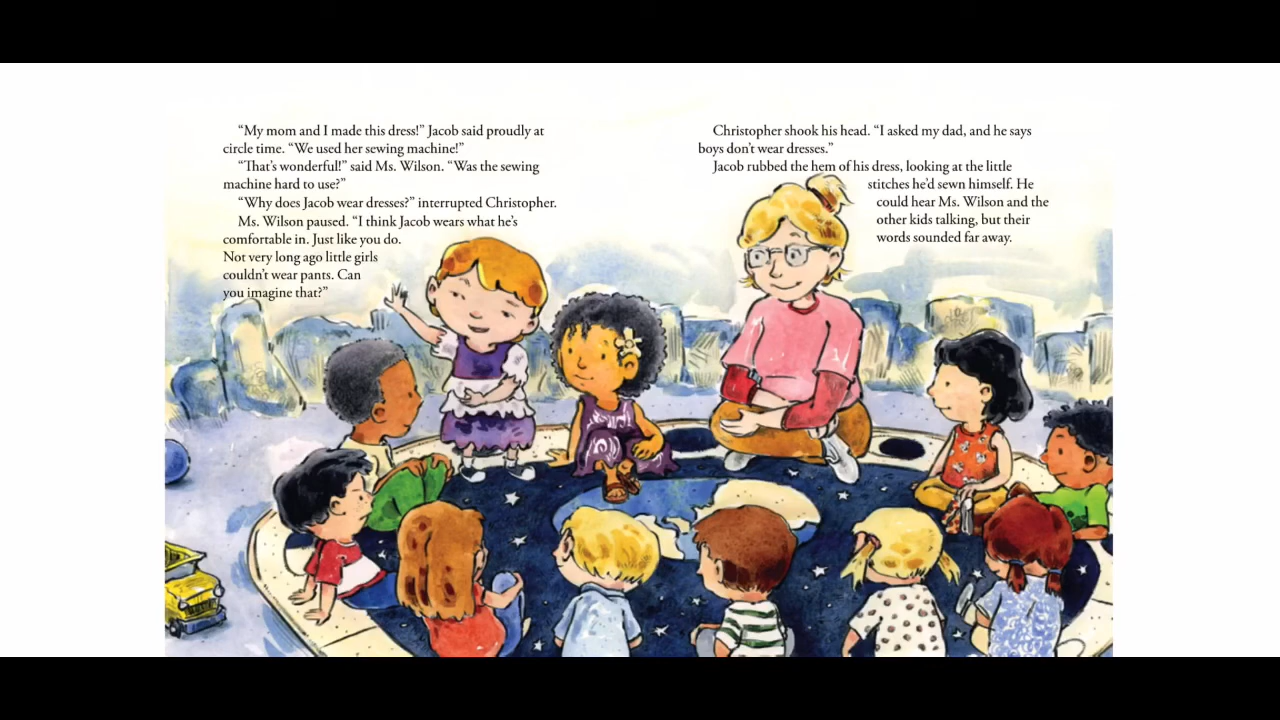 “My mom and I made this dress!” Jacob said proudly at
circle time. “We used her sewing machine!”
“That’s wonderful!” said Ms. Wilson. “Was the sewing
machine hard to use?”
“Why does Jacob wear dresses?” interrupted Christopher.
Ms. Wilson paused. “I think Jacob wears what he’s
comfortable in. Just like you do.
Not very long ago little girls
couldn’t wear pants. Can
you imagine that?”
Christopher shook his head. “I asked my dad, and he says
boys don’t wear dresses.”
Jacob rubbed the hem of his dress, looking at the little
stitches he’d sewn himself. He
could hear Ms. Wilson and the
other kids talking, but their
words sounded far away.